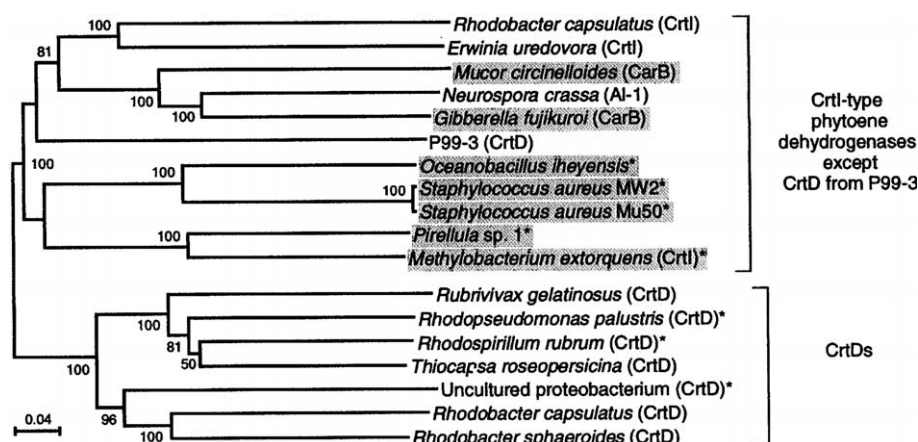 Rhodobacter capsulatus (CrtI)
Erwinia uredovora (CrtI)
Mucor circinelloides (CarB)
Neurospora crassa (Al-1)
Gibberella fujikuroi (CarB)
P99-3 (CrtD)
Oceanobacillus iheyensis*
Staphylococcus aureus MW2*
Staphylococcus aureus Mu50*
Pirellula sp. 1*
Methylobacterium extorquens (CrtI)*
CrtI-type
phytoene
dehydrogenases
except
CrtD from P99-3
Rubrivivax gelatinosus (CrtD)
Rhodopseudomonas palustris (CrtD)*
Rhodospirillum rubrum (CrtD)*
Thiocapsa roseopersicina (CrtD)
Uncultured proteobacterium (CrtD)*
Rhodobacter capsulatus (CrtD)
Rhodobacter sphaeroides (CrtD)
CrtDs
100
81
100
100
100
100
100
100
100
81
50
100
96
100
0.04